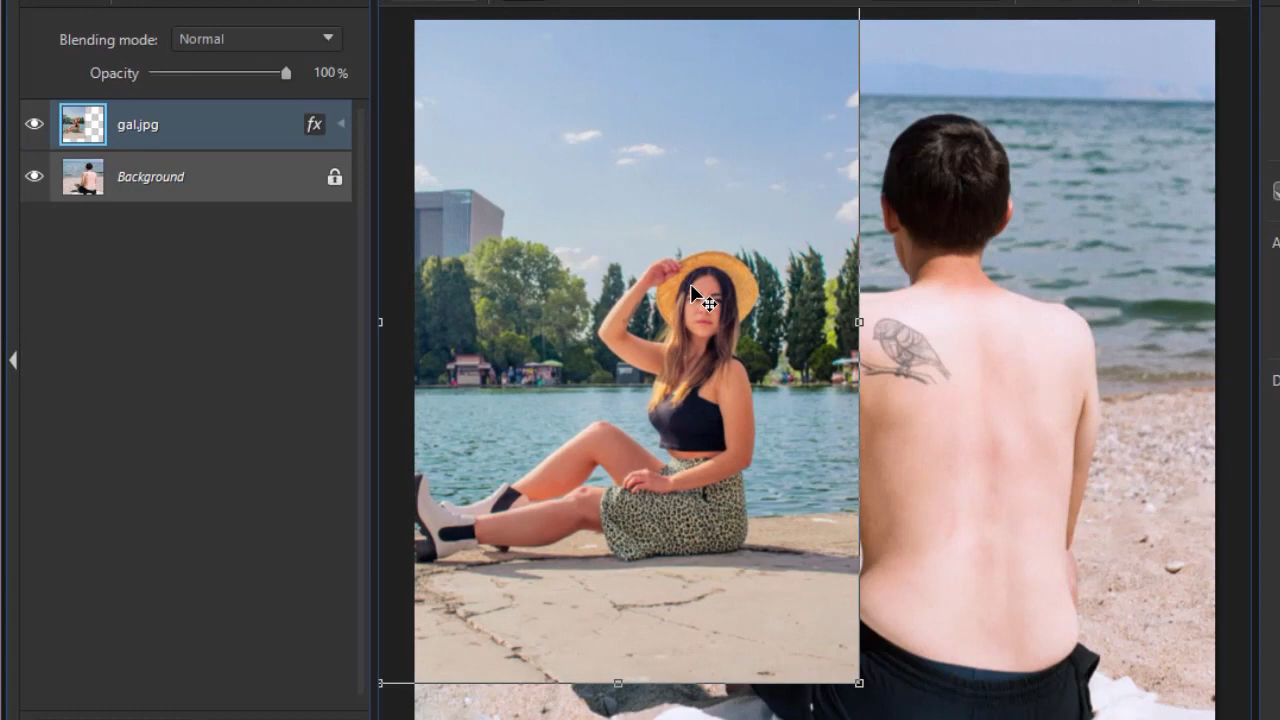 Blending mode: Normal
Opacity 100%
gal.jpg fx
Background
A
D